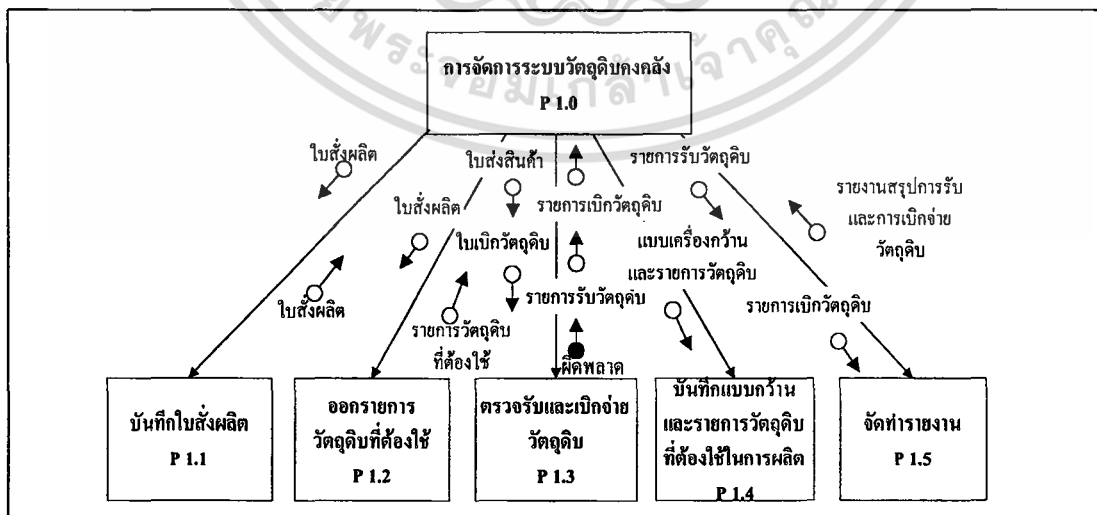 พระจอมเกล้าเจ้าคุณ
การจัดการระบบวัตถุดิบคงคลัง
P 1.0
ใบสั่งผลิต
ใบสั่งผลิต
ใบสั่งผลิต
รายการวัตถุดิบ
ที่ต้องใช้
ใบส่งสินค้า
ใบเบิกวัตถุดิบ
รายการเบิกวัตถุดิบ
รายการรับวัตถุดิบ
ผิดพลาด
แบบเครื่องกว้าน
และรายการวัตถุดิบ
รายการรับวัตถุดิบ
รายการเบิกวัตถุดิบ
รายงานสรุปการรับ
และการเบิกจ่าย
วัตถุดิบ
บันทึกใบสั่งผลิต
P 1.1
ออกรายการ
วัตถุดิบที่ต้องใช้
P 1.2
ตรวจรับและเบิกจ่าย
วัตถุดิบ
P 1.3
บันทึกแบบกว้าน
และรายการวัตถุดิบ
ที่ต้องใช้ในการผลิต
P 1.4
จัดทำรายงาน
P 1.5